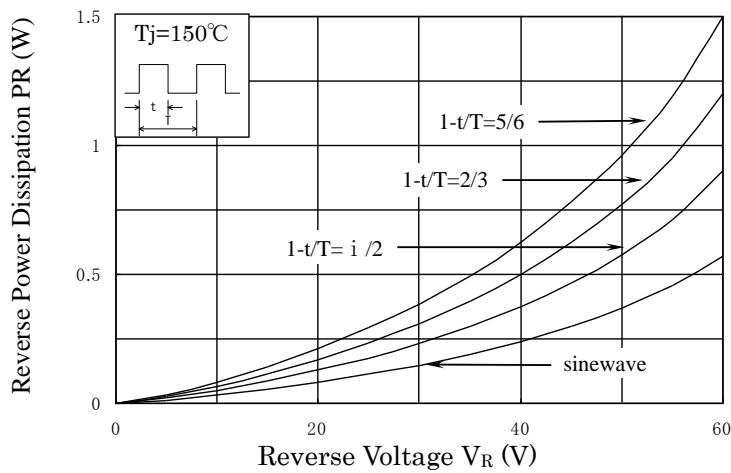 Reverse Power Dissipation PR (W)
1.5
1
0.5
0
Tj=150℃
t
T
1-t/T=5/6
1-t/T=2/3
1-t/T= i /2
sinewave
0
20
40
60
Reverse Voltage VR (V)